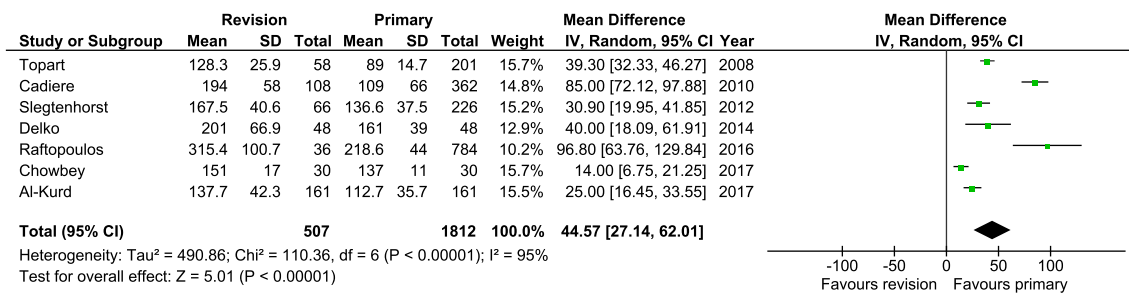 Revision Primary Mean Difference Mean Difference
Study or Subgroup Mean SD Total Mean SD Total Weight IV, Random, 95% CI Year IV, Random, 95% CI
Topart 128.3 25.9 58 89 14.7 201 15.7% 39.30 [32.33, 46.27] 2008
Cadiere 194 58 108 109 66 362 14.8% 85.00 [72.12, 97.88] 2010
Slegtenhorst 167.5 40.6 66 136.6 37.5 226 15.2% 30.90 [19.95, 41.85] 2012
Delko 201 66.9 48 161 39 48 12.9% 40.00 [18.09, 61.91] 2014
Raftopoulos 315.4 100.7 36 218.6 44 784 10.2% 96.80 [63.76, 129.84] 2016
Chowbey 151 17 30 137 11 30 15.7% 14.00 [6.75, 21.25] 2017
Al-Kurd 137.7 42.3 161 112.7 35.7 161 15.5% 25.00 [16.45, 33.55] 2017
Total (95% CI) 507 1812 100.0% 44.57 [27.14, 62.01]
Heterogeneity: Tau² = 490.86; Chi² = 110.36, df = 6 (P < 0.00001); I² = 95%
Test for overall effect: Z = 5.01 (P < 0.00001)
-100 -50 0 50 100
Favours revision Favours primary